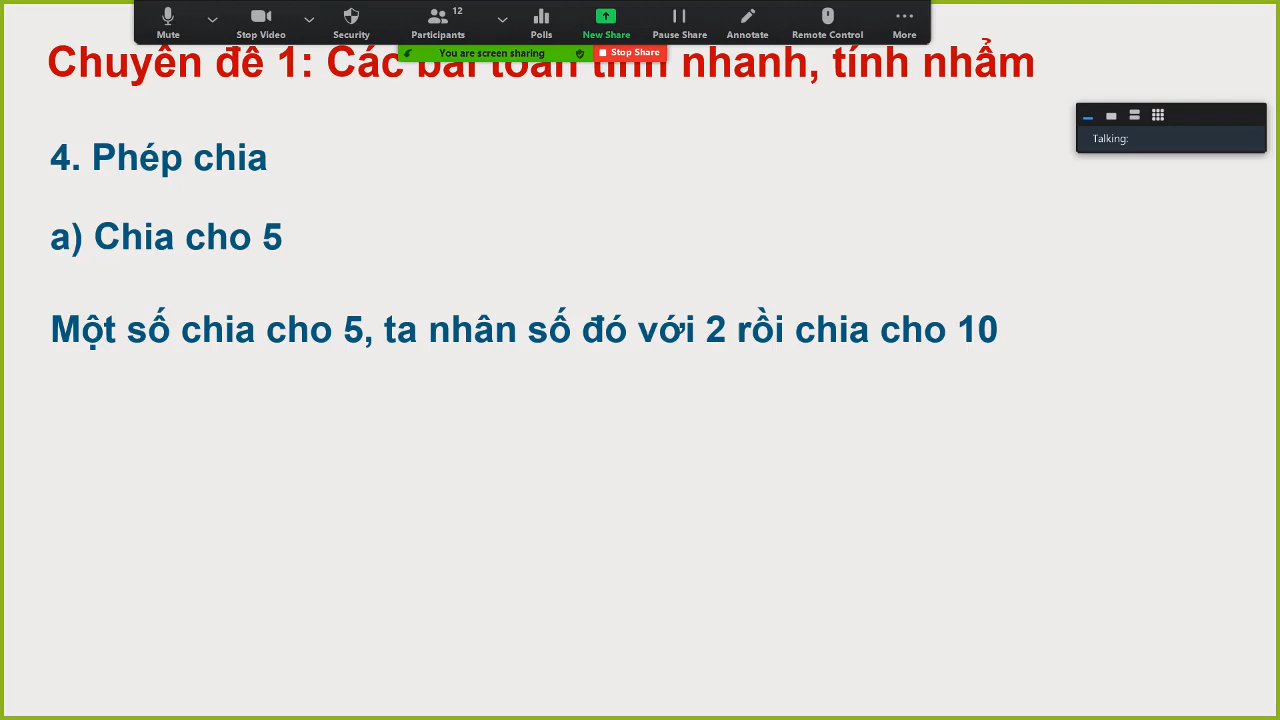 Mute
Stop Video
Security
Participants
12
Polls
New Share
Pause Share
Annotate
Remote Control
More
You are screen sharing
Stop Share
Chuyên đề 1: Các bài toán tính nhanh, tính nhẩm
Talking:
4. Phép chia
a) Chia cho 5
Một số chia cho 5, ta nhân số đó với 2 rồi chia cho 10